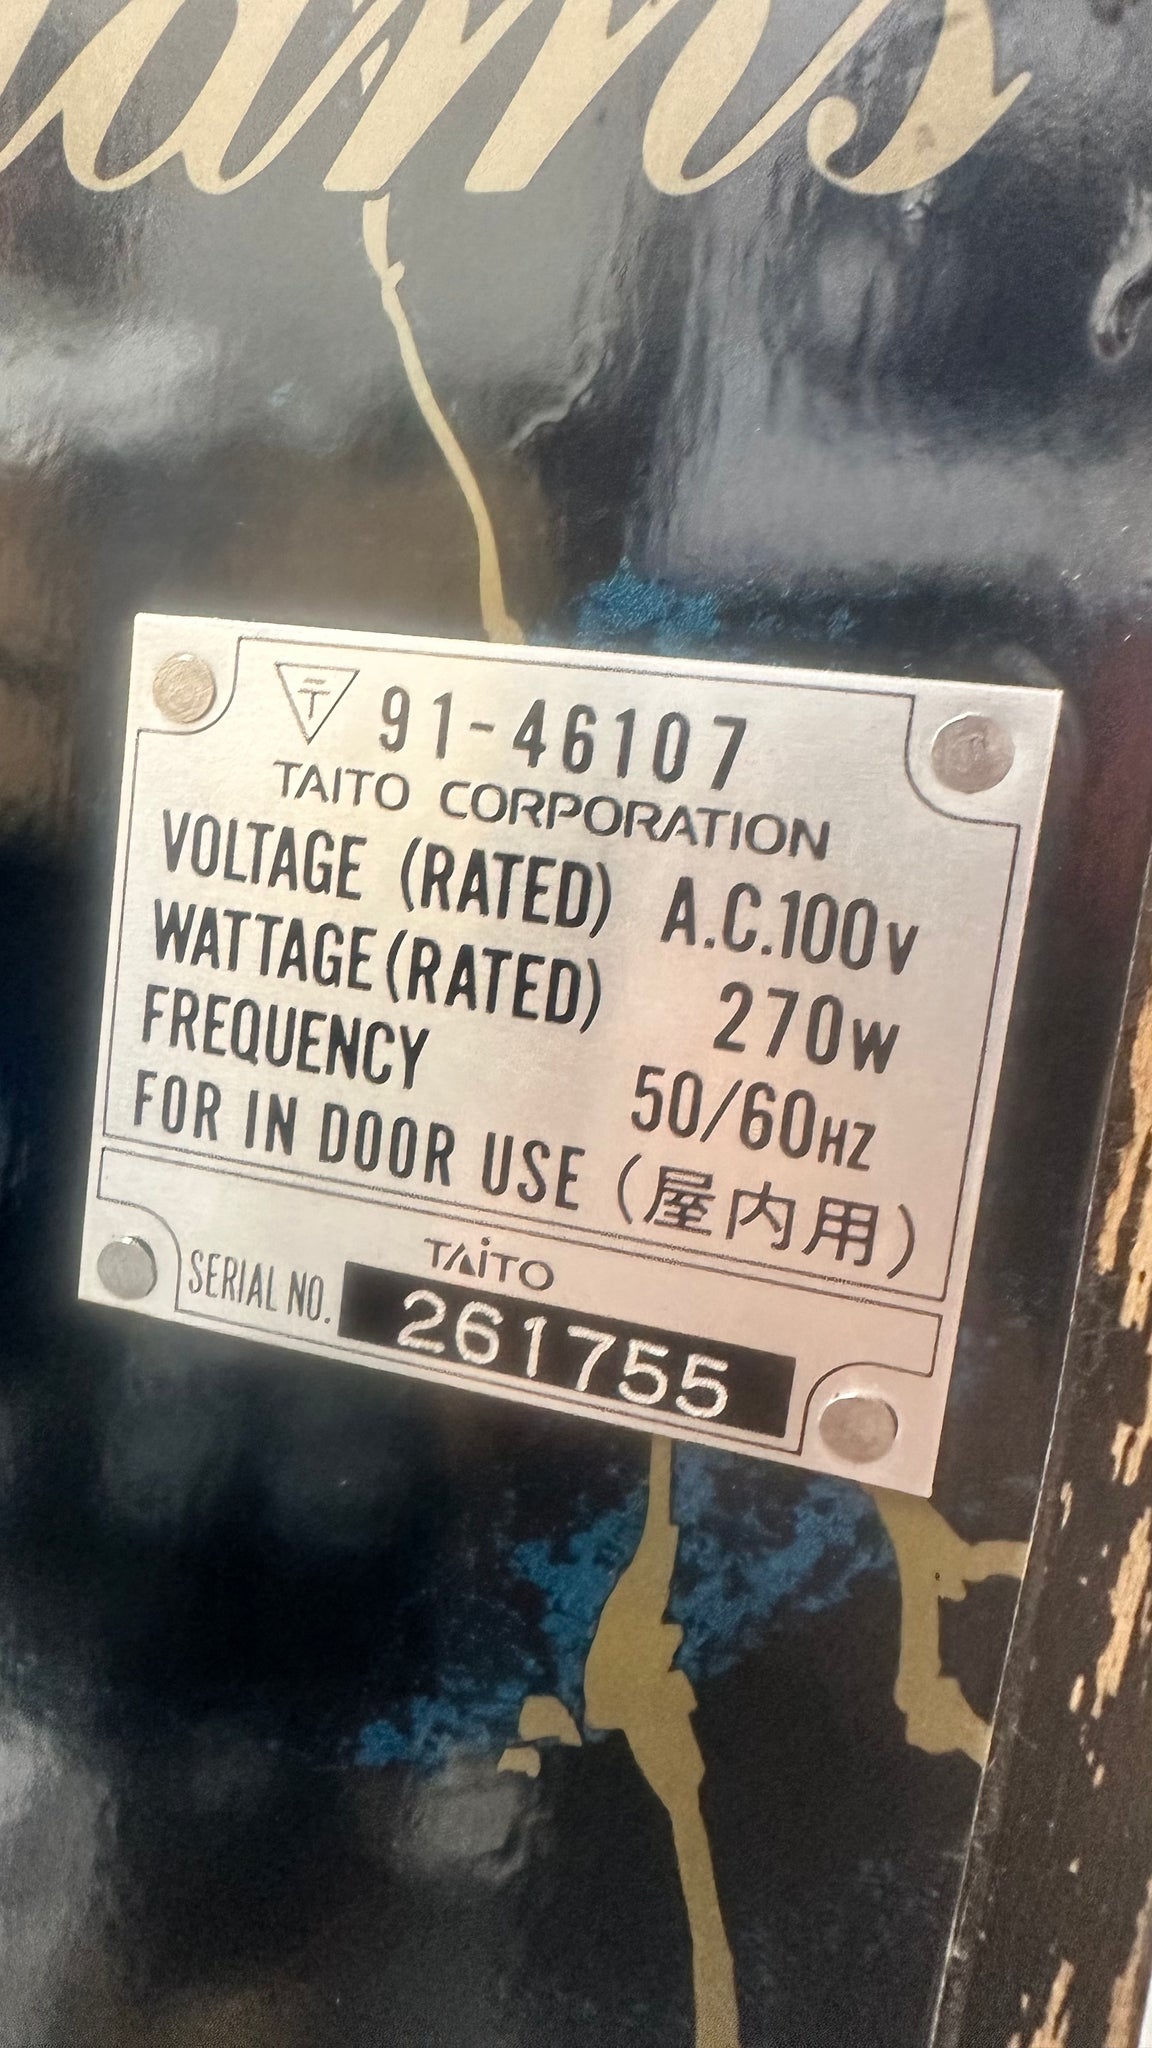 91-46107
TAITO CORPORATION
VOLTAGE (RATED) A.C.100V
WATTAGE (RATED) 270W
FREQUENCY 50/60HZ
FOR IN DOOR USE (屋内用)
TAiTO
SERIAL NO. 261755